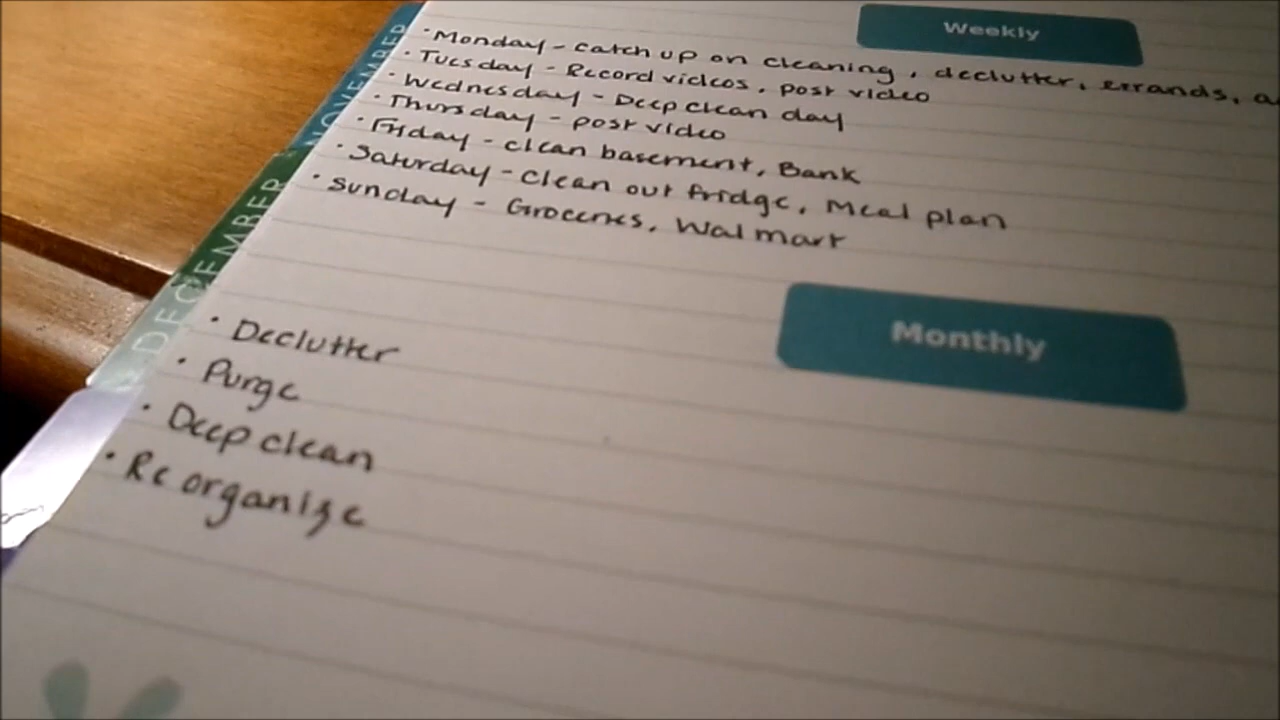 Weekly
· Monday - catch up on cleaning, declutter, errands,
· Tuesday - Record videos, post video
· Wednesday - Deep clean day
· Thursday - post video
· Friday - clean basement, Bank
· Saturday - clean out fridge, Meal plan
· Sunday - Groceries, Walmart
Monthly
· Declutter
· Purge
· Deep clean
· Re organize
NOVEMBER
DECEMBER